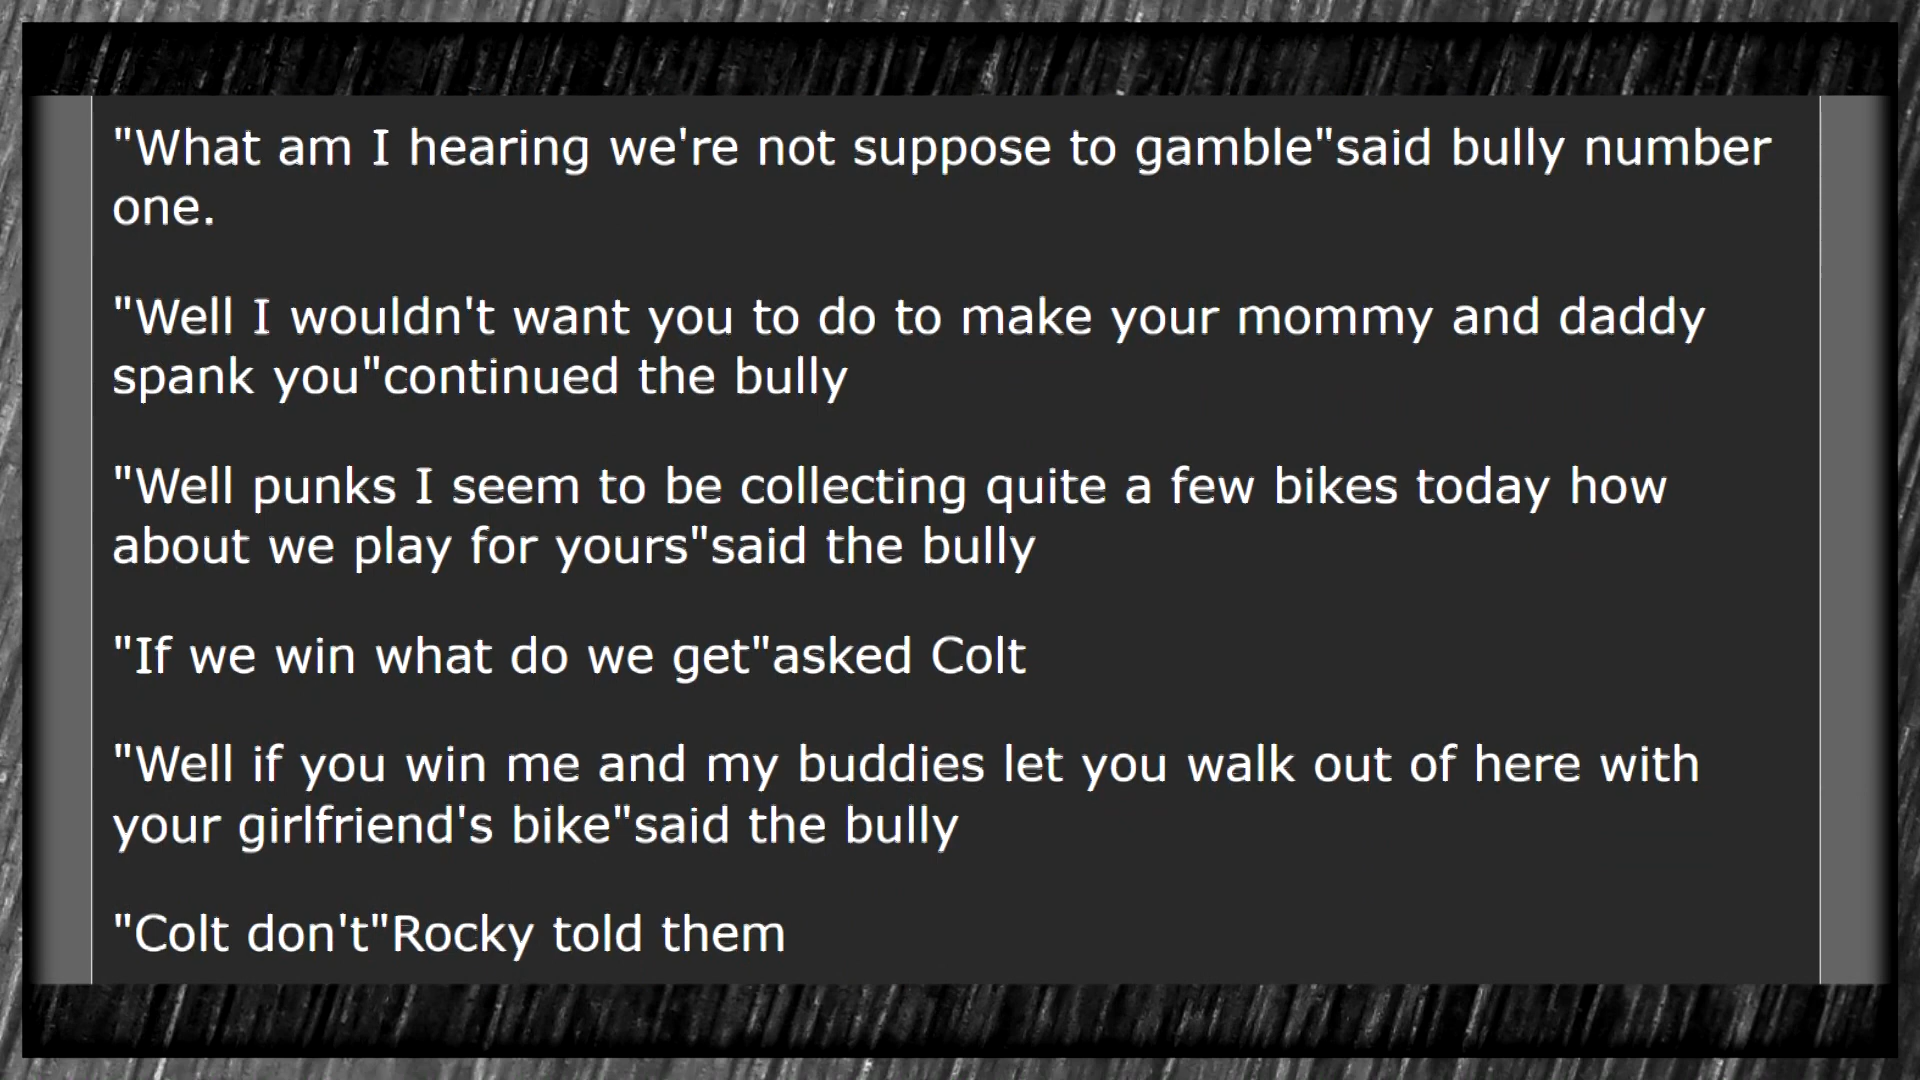 "What am I hearing we're not suppose to gamble"said bully number
one.
"Well I wouldn't want you to do to make your mommy and daddy
spank you"continued the bully
"Well punks I seem to be collecting quite a few bikes today how
about we play for yours"said the bully
"If we win what do we get"asked Colt
"Well if you win me and my buddies let you walk out of here with
your girlfriend's bike"said the bully
"Colt don't"Rocky told them